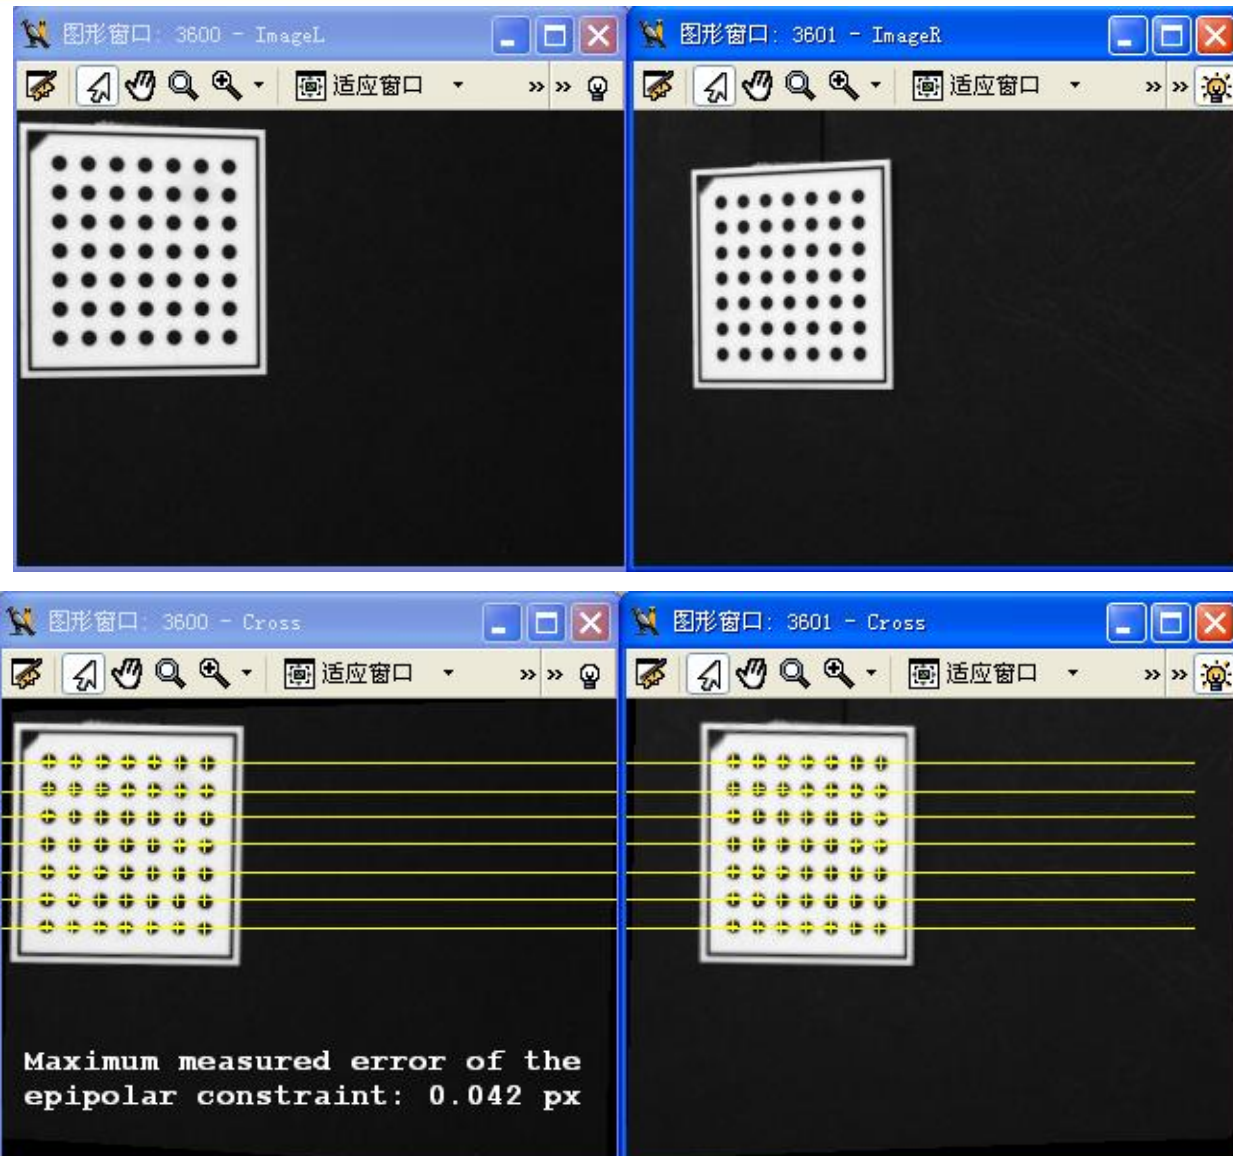 图形窗口: 3600 - ImageL
图形窗口: 3601 - ImageR
适应窗口
适应窗口
图形窗口: 3600 - Cross
图形窗口: 3601 - Cross
适应窗口
适应窗口
Maximum measured error of the
epipolar constraint: 0.042 px